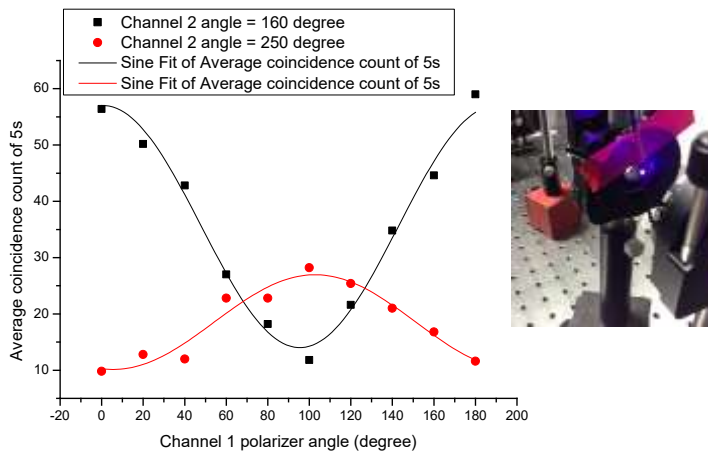 Channel 2 angle = 160 degree
Channel 2 angle = 250 degree
Sine Fit of Average coincidence count of 5s
Sine Fit of Average coincidence count of 5s
Average coincidence count of 5s
60
50
40
30
20
10
-20 0 20 40 60 80 100 120 140 160 180 200
Channel 1 polarizer angle (degree)